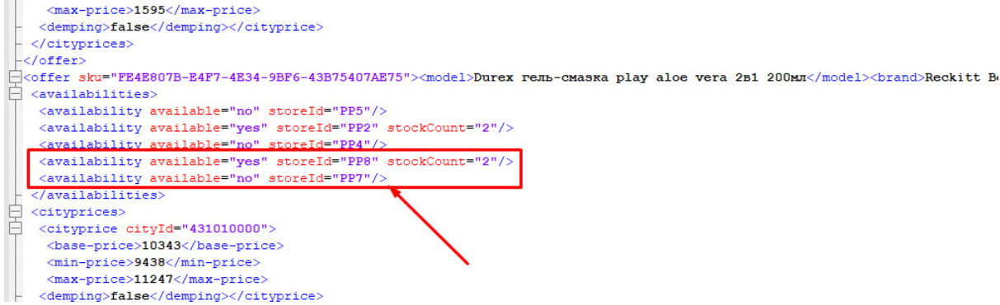 <max-price>1595</max-price>
<demping>false</demping></cityprice>
</cityprices>
</offer>
<offer sku="FE4E807B-E4F7-4E34-9BF6-43B75407AE75"><model>Durex гель-смазка play aloe vera 2в1 200мл</model><brand>Reckitt Be
<availabilities>
<availability available="no" storeId="PP5"/>
<availability available="yes" storeId="PP2" stockCount="2"/>
<availability available="no" storeId="PP4"/>
<availability available="yes" storeId="PP8" stockCount="2"/>
<availability available="no" storeId="PP7"/>
</availabilities>
<cityprices>
<cityprice cityId="431010000">
<base-price>10343</base-price>
<min-price>9438</min-price>
<max-price>11247</max-price>
<demping>false</demping></cityprice>